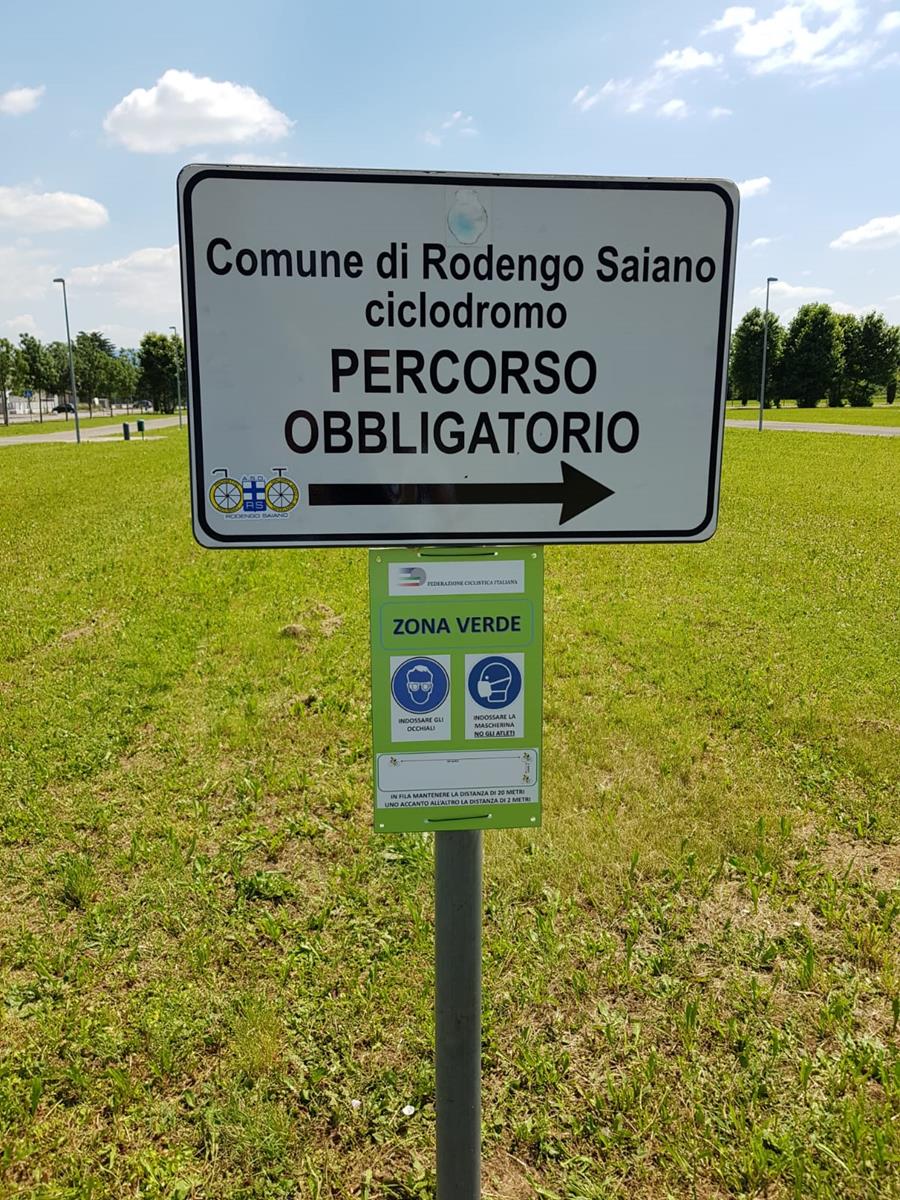 Comune di Rodengo Saiano
ciclodromo
PERCORSO
OBBLIGATORIO
A.S.D.
RS
RODENGO SAIANO
FEDERAZIONE CICLISTICA ITALIANA
ZONA VERDE
INDOSSARE GLI
OCCHIALI
INDOSSARE LA
MASCHERINA
NO GLI ATLETI
IN FILA MANTENERE LA DISTANZA DI 20 METRI
UNO ACCANTO ALL'ALTRO LA DISTANZA DI 2 METRI